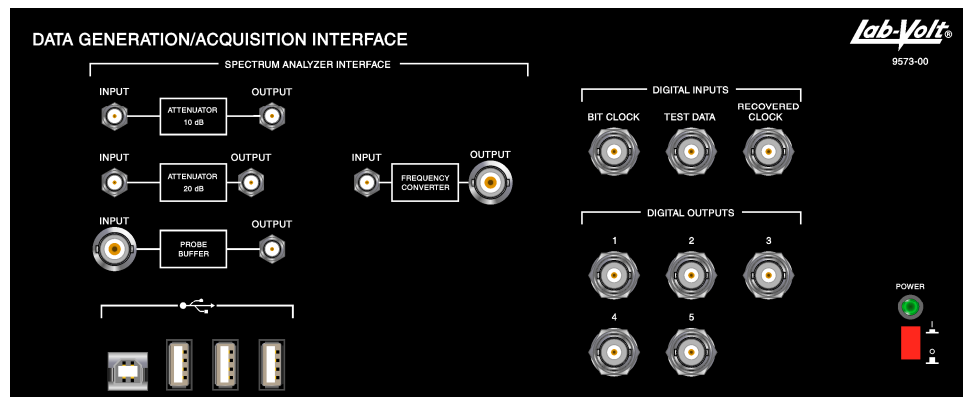 DATA GENERATION/ACQUISITION INTERFACE
Lab-Volt®
9573-00
SPECTRUM ANALYZER INTERFACE
INPUT
ATTENUATOR
10 dB
OUTPUT
INPUT
ATTENUATOR
20 dB
OUTPUT
INPUT
FREQUENCY
CONVERTER
OUTPUT
INPUT
PROBE
BUFFER
OUTPUT
DIGITAL INPUTS
BIT CLOCK
TEST DATA
RECOVERED
CLOCK
DIGITAL OUTPUTS
1
2
3
4
5
POWER
I
O